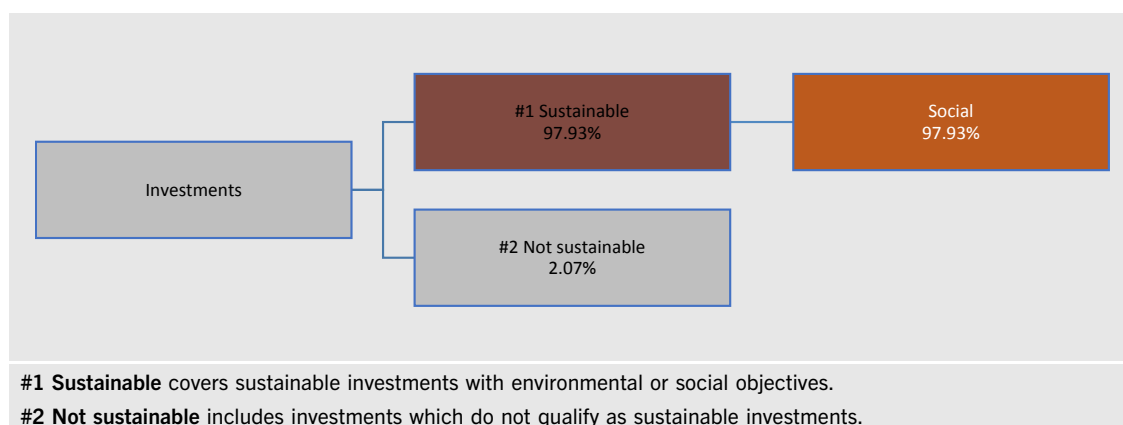 Investments
#1 Sustainable
97.93%
Social
97.93%
#2 Not sustainable
2.07%
#1 Sustainable covers sustainable investments with environmental or social objectives.
#2 Not sustainable includes investments which do not qualify as sustainable investments.